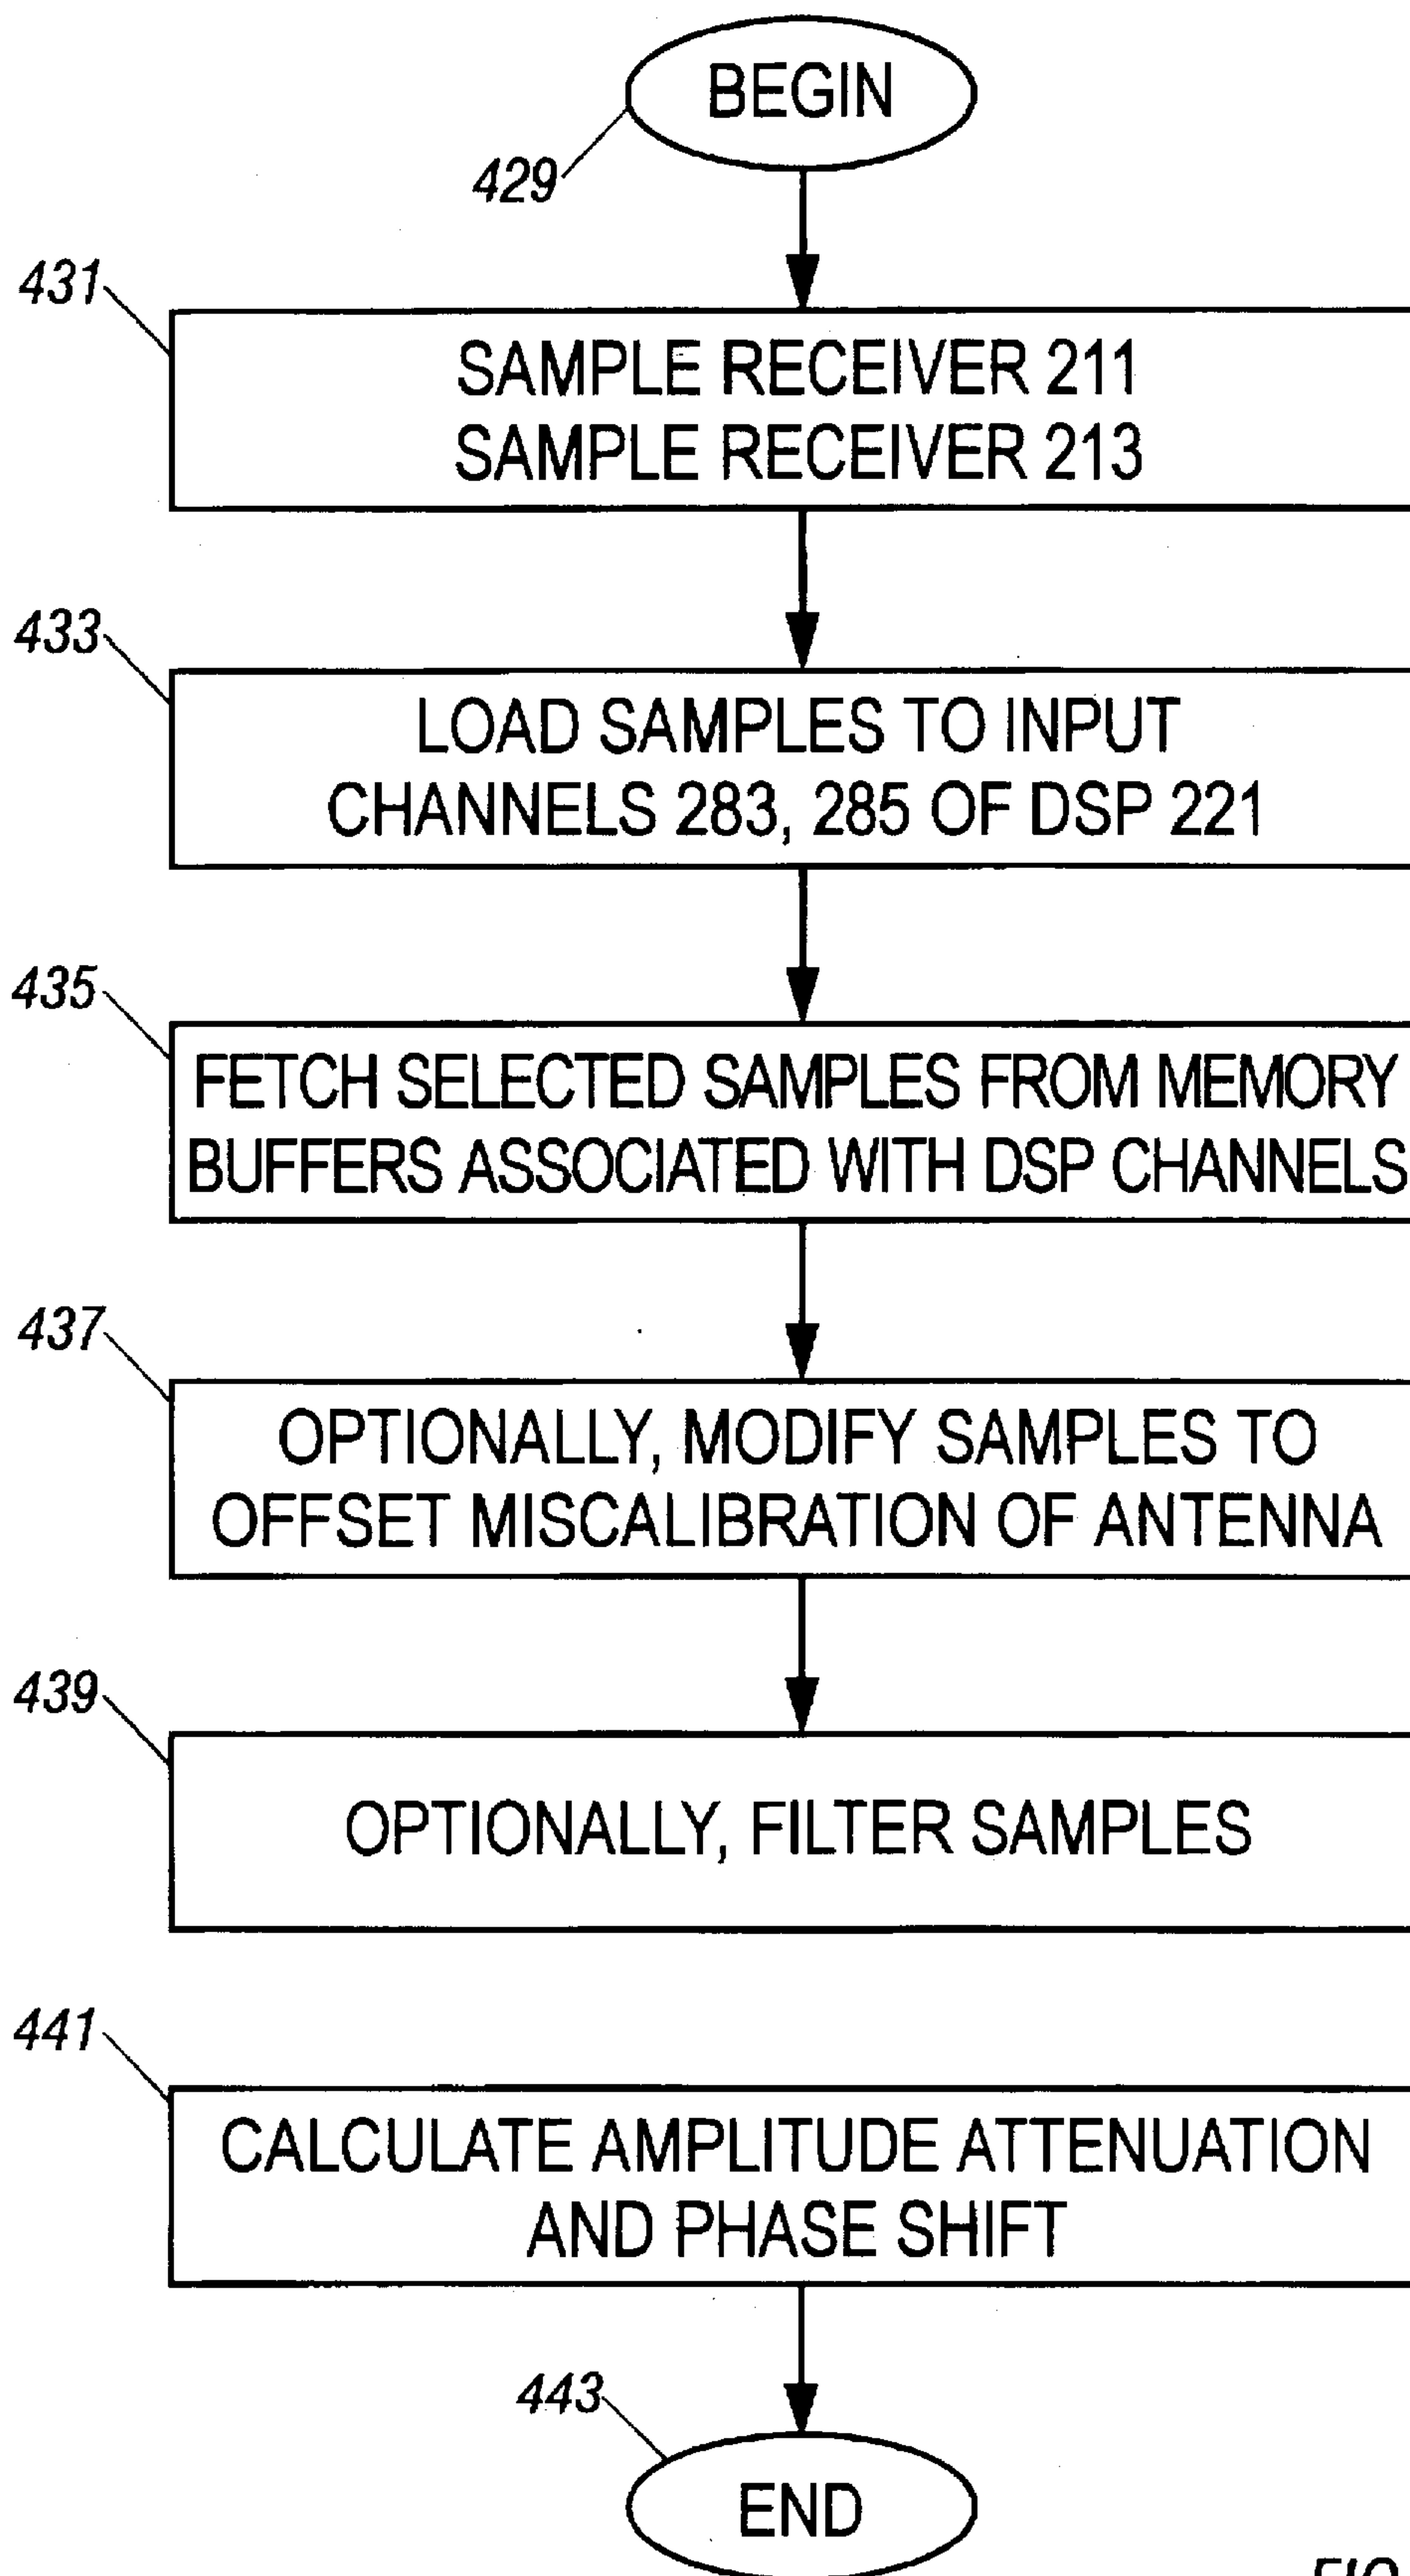 BEGIN
429
431
SAMPLE RECEIVER 211
SAMPLE RECEIVER 213
433
LOAD SAMPLES TO INPUT
CHANNELS 283, 285 OF DSP 221
435
FETCH SELECTED SAMPLES FROM MEMORY
BUFFERS ASSOCIATED WITH DSP CHANNELS
437
OPTIONALLY, MODIFY SAMPLES TO
OFFSET MISCALIBRATION OF ANTENNA
439
OPTIONALLY, FILTER SAMPLES
441
CALCULATE AMPLITUDE ATTENUATION
AND PHASE SHIFT
443
END